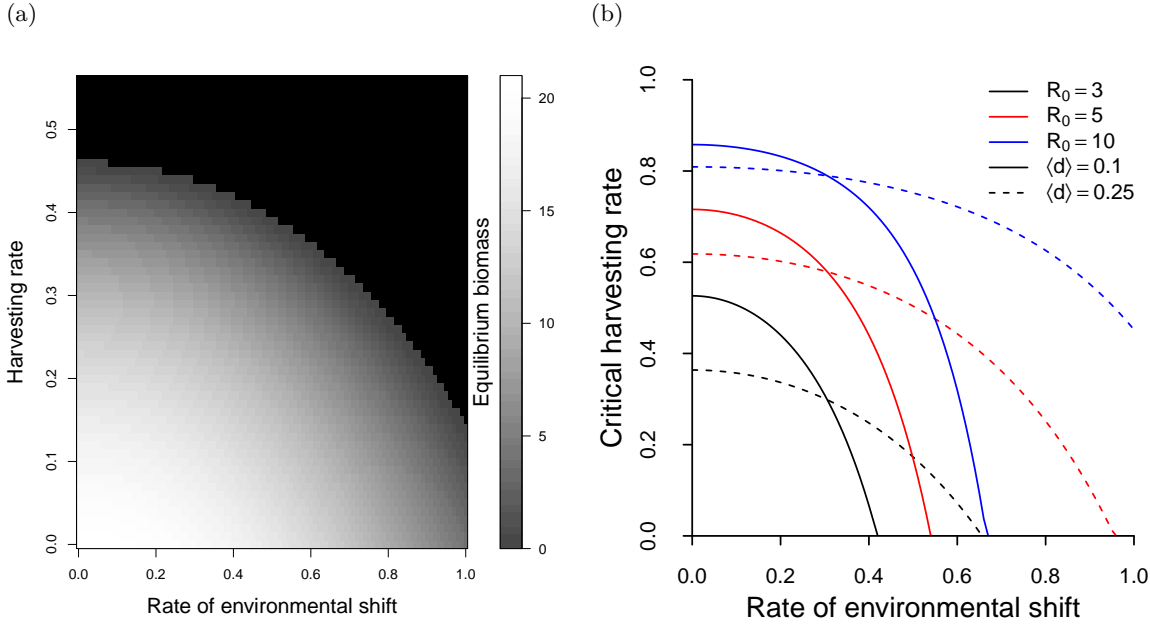 (a)
Harvesting rate
0.5
0.4
0.3
0.2
0.1
0.0
0.0 0.2 0.4 0.6 0.8 1.0
Rate of environmental shift
Equilibrium biomass
20
15
10
5
0
(b)
Critical harvesting rate
1.0
0.8
0.6
0.4
0.2
0.0
0.0 0.2 0.4 0.6 0.8 1.0
Rate of environmental shift
R₀ = 3
R₀ = 5
R₀ = 10
⟨d⟩ = 0.1
⟨d⟩ = 0.25